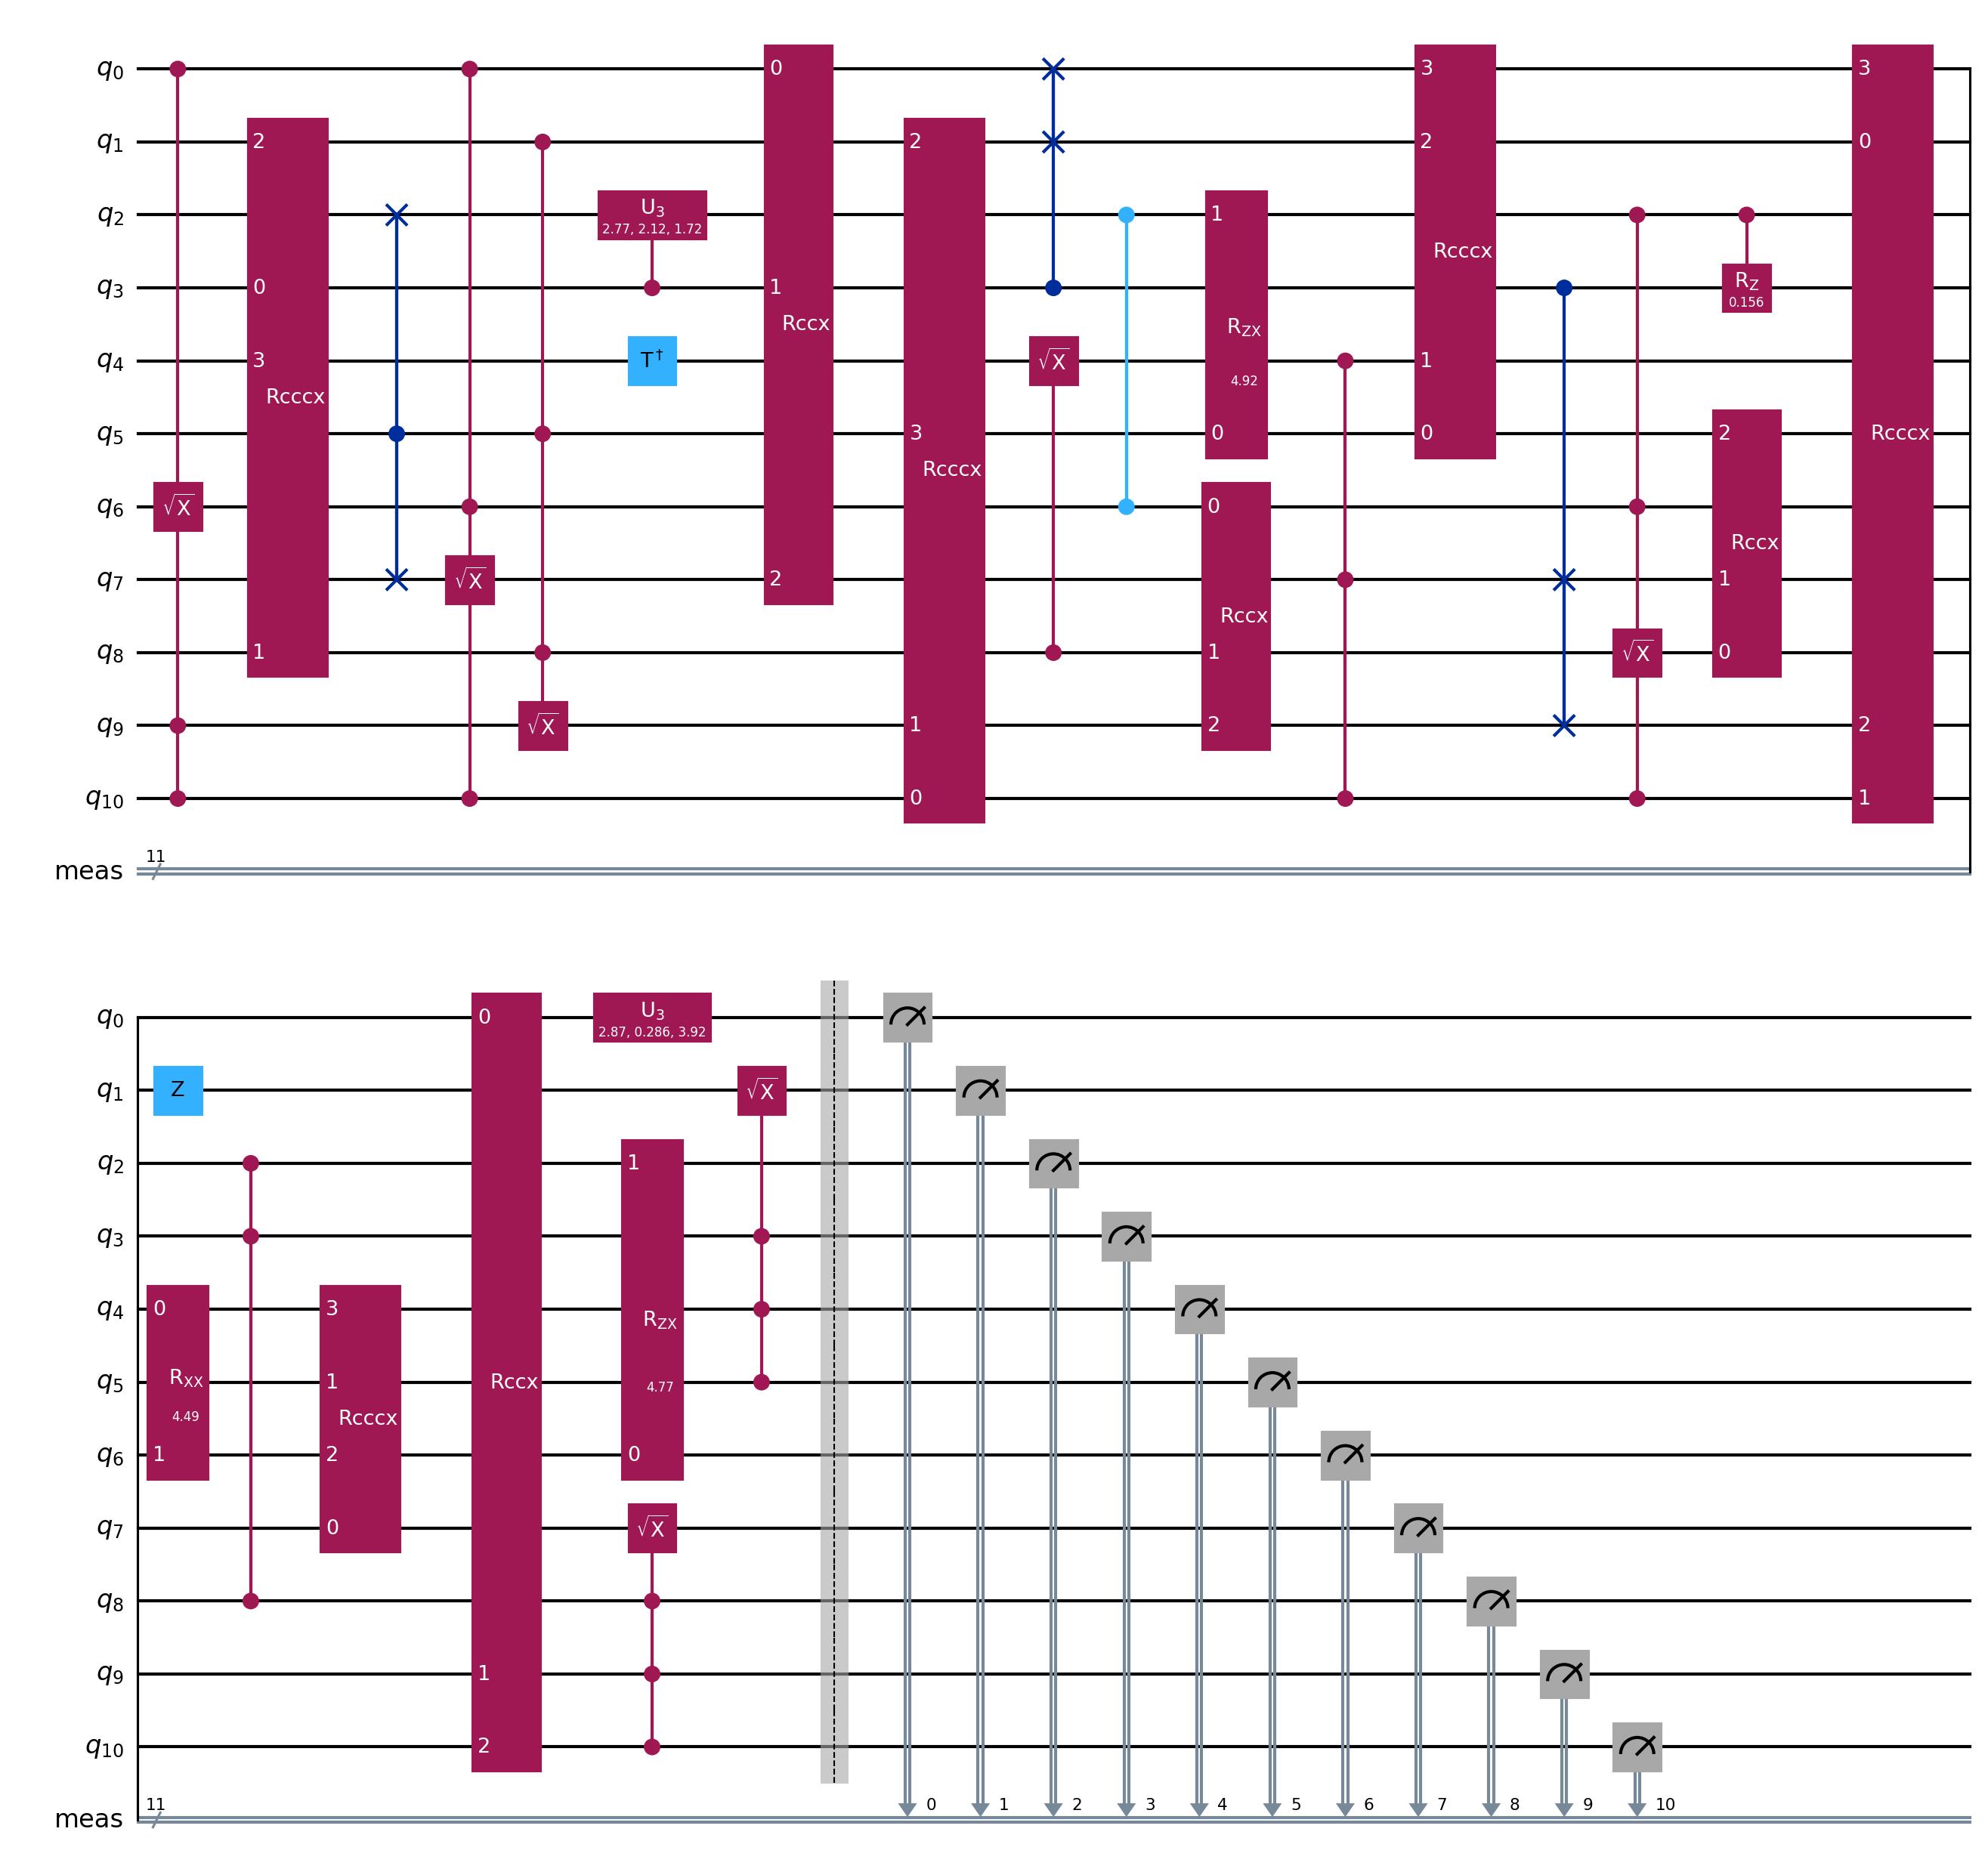 q0 3 3
q1 2 2 2 0
q2 U3 1
2.77, 2.12, 1.72
q3 0 1 RZ
0.156
Rccx RZX Rcccx
q4 3 T† √X 1
4.92
Rcccx
q5 3 0 0 2 Rcccx
Rcccx
q6 √X 0
Rccx
q7 √X 2 1
Rccx
q8 1 1 √X 0
q9 √X 1 2 2
q10 0 1
11
meas
q0 0 U3
2.87, 0.286, 3.92
q1 Z √X
q2 1
q3
q4 0 3 RZX
q5 RXX 1 Rccx 4.77
4.49 Rcccx
q6 1 2 0
q7 0 √X
q8
q9 1
q10 2
11 0 1 2 3 4 5 6 7 8 9 10
meas